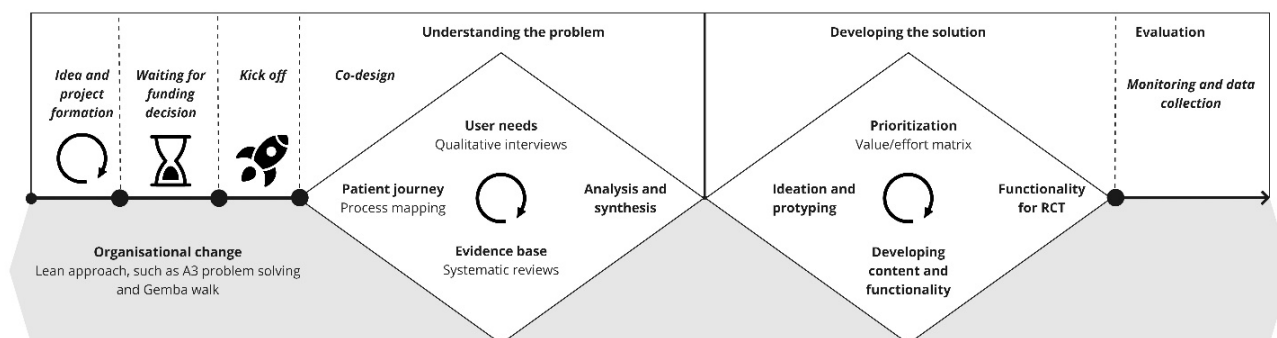 Understanding the problem
Developing the solution
Evaluation
Idea and
project
formation
Waiting for
funding
decision
Kick off
Co-design
Monitoring and data
collection
User needs
Qualitative interviews
Patient journey
Process mapping
Analysis and
synthesis
Evidence base
Systematic reviews
Prioritization
Value/effort matrix
Ideation and
protyping
Functionality
for RCT
Developing
content and
functionality
Organisational change
Lean approach, such as A3 problem solving
and Gemba walk